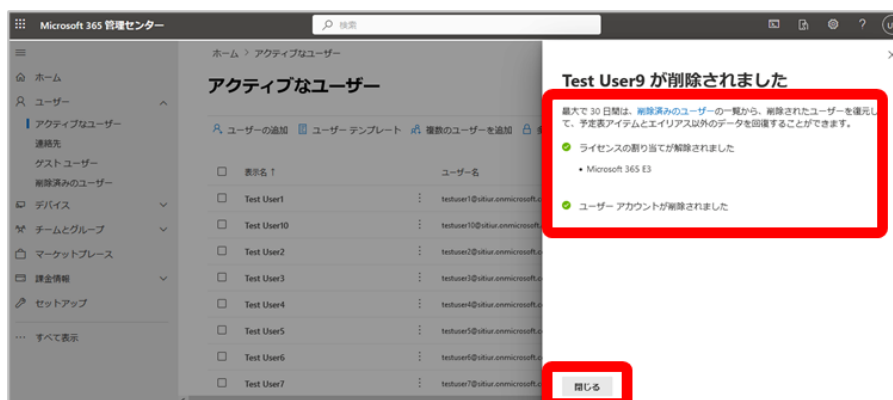 Microsoft 365 管理センター
検索
ホーム
ユーザー
アクティブなユーザー
連絡先
ゲスト ユーザー
削除済みのユーザー
デバイス
チームとグループ
マーケットプレース
課金情報
セットアップ
… すべて表示
ホーム > アクティブなユーザー
アクティブなユーザー
ユーザーの追加 ユーザー テンプレート 複数のユーザーを追加
表示名 ↑ ユーザー名
Test User1 testuser1@sitiur.onmicrosoft.c
Test User10 testuser10@sitiur.onmicrosoft.
Test User2 testuser2@sitiur.onmicrosoft.c
Test User3 testuser3@sitiur.onmicrosoft.c
Test User4 testuser4@sitiur.onmicrosoft.c
Test User5 testuser5@sitiur.onmicrosoft.c
Test User6 testuser6@sitiur.onmicrosoft.c
Test User7 testuser7@sitiur.onmicrosoft.c
Test User9 が削除されました
最大で 30 日間は、削除済みのユーザーの一覧から、削除されたユーザーを復元し
て、予定表アイテムとエイリアス以外のデータを回復することができます。
ライセンスの割り当てが解除されました
• Microsoft 365 E3
ユーザー アカウントが削除されました
閉じる